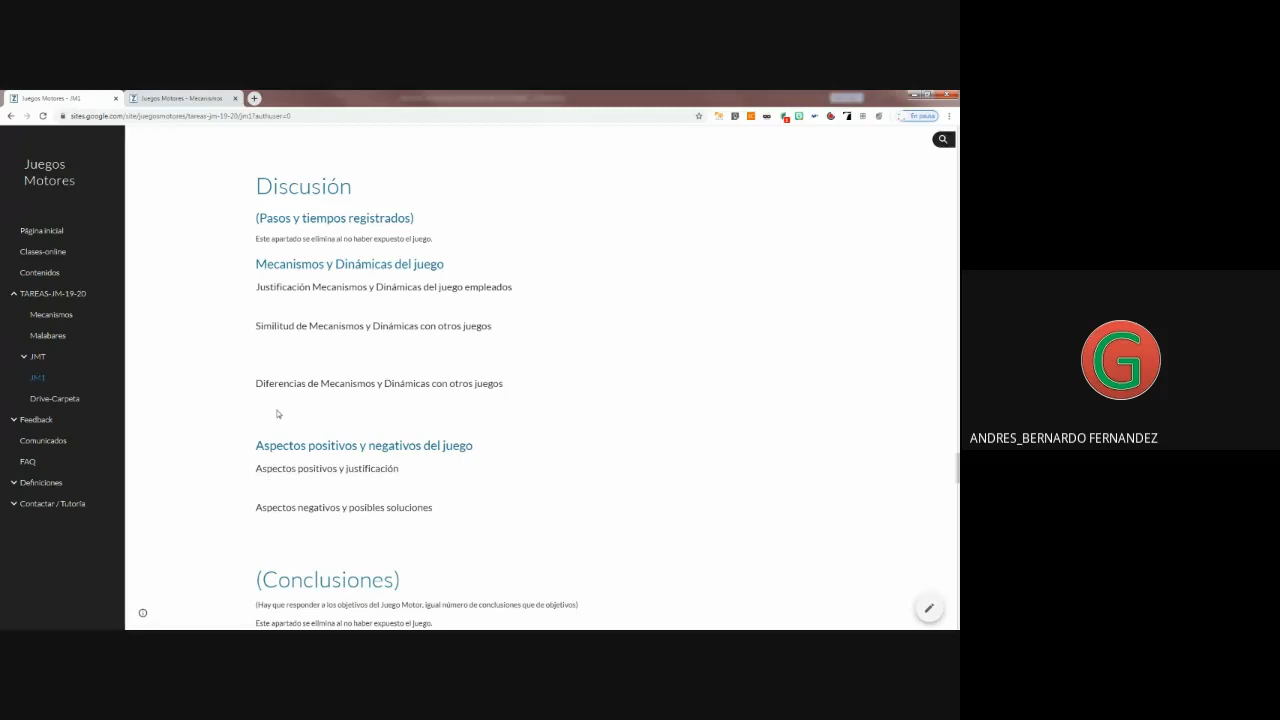 Juegos Motores - JM1
Juegos Motores - Mecanismos
sites.google.com/site/juegosmotores/tareas-jm-19-20/jm1?authuser=0
En pausa
Juegos
Motores
Página inicial
Clases-online
Contenidos
TAREAS-JM-19-20
Mecanismos
Malabares
JMT
JM1
Drive-Carpeta
Feedback
Comunicados
FAQ
Definiciones
Contactar / Tutoría
Discusión
(Pasos y tiempos registrados)
Este apartado se elimina al no haber expuesto el juego.
Mecanismos y Dinámicas del juego
Justificación Mecanismos y Dinámicas del juego empleados
Similitud de Mecanismos y Dinámicas con otros juegos
Diferencias de Mecanismos y Dinámicas con otros juegos
Aspectos positivos y negativos del juego
Aspectos positivos y justificación
Aspectos negativos y posibles soluciones
(Conclusiones)
(Hay que responder a los objetivos del Juego Motor, igual número de conclusiones que de objetivos)
Este apartado se elimina al no haber expuesto el juego.
G
ANDRES_BERNARDO FERNANDEZ